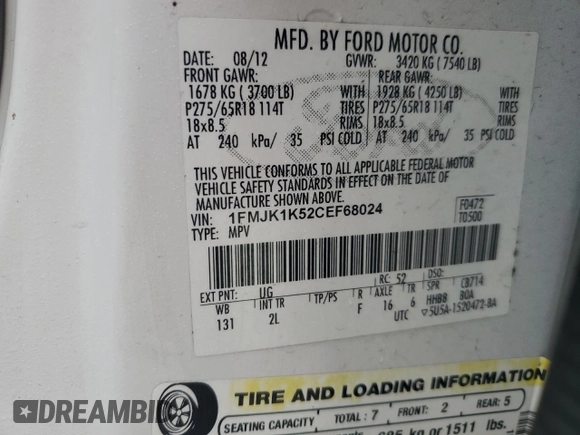 MFD. BY FORD MOTOR CO.
DATE: 08/12 GVWR: 3420 KG ( 7540 LB)
FRONT GAWR: REAR GAWR:
1678 KG ( 3700 LB) WITH 1928 KG ( 4250 LB) WITH
P275/65R18 114T TIRES P275/65R18 114T TIRES
18x8.5 RIMS 18x8.5 RIMS
AT 240 kPa/ 35 PSI COLD AT 240 kPa/ 35 PSI COLD
THIS VEHICLE CONFORMS TO ALL APPLICABLE FEDERAL MOTOR
VEHICLE SAFETY STANDARDS IN EFFECT ON THE DATE OF
MANUFACTURE SHOWN ABOVE.
VIN: 1FMJK1K52CEF68024 F0472
TYPE: MPV T0500
EXT PNT: UG RC: 52 DSO:
WB INT TR TP/PS R AXLE TR SPR CB714
131 2L F 16 6 HHBB BOA
UTC ▽5U5A-1520472-BA
TIRE AND LOADING INFORMATION
SEATING CAPACITY TOTAL : 7 FRONT: 2 REAR: 5
kg or 1511 lbs.
DREAMBID